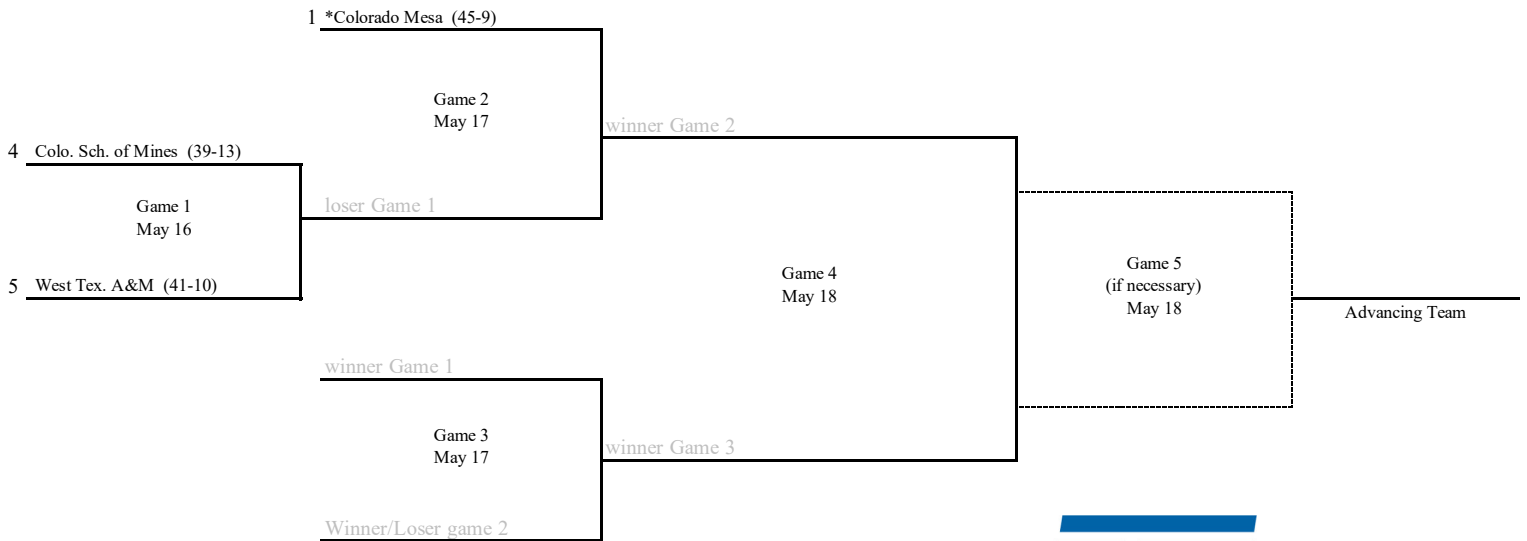 1 *Colorado Mesa (45-9)
Game 2
May 17
winner Game 2
4 Colo. Sch. of Mines (39-13)
Game 1
May 16
loser Game 1
5 West Tex. A&M (41-10)
Game 4
May 18
Game 5
(if necessary)
May 18
Advancing Team
winner Game 1
Game 3
May 17
winner Game 3
Winner/Loser game 2